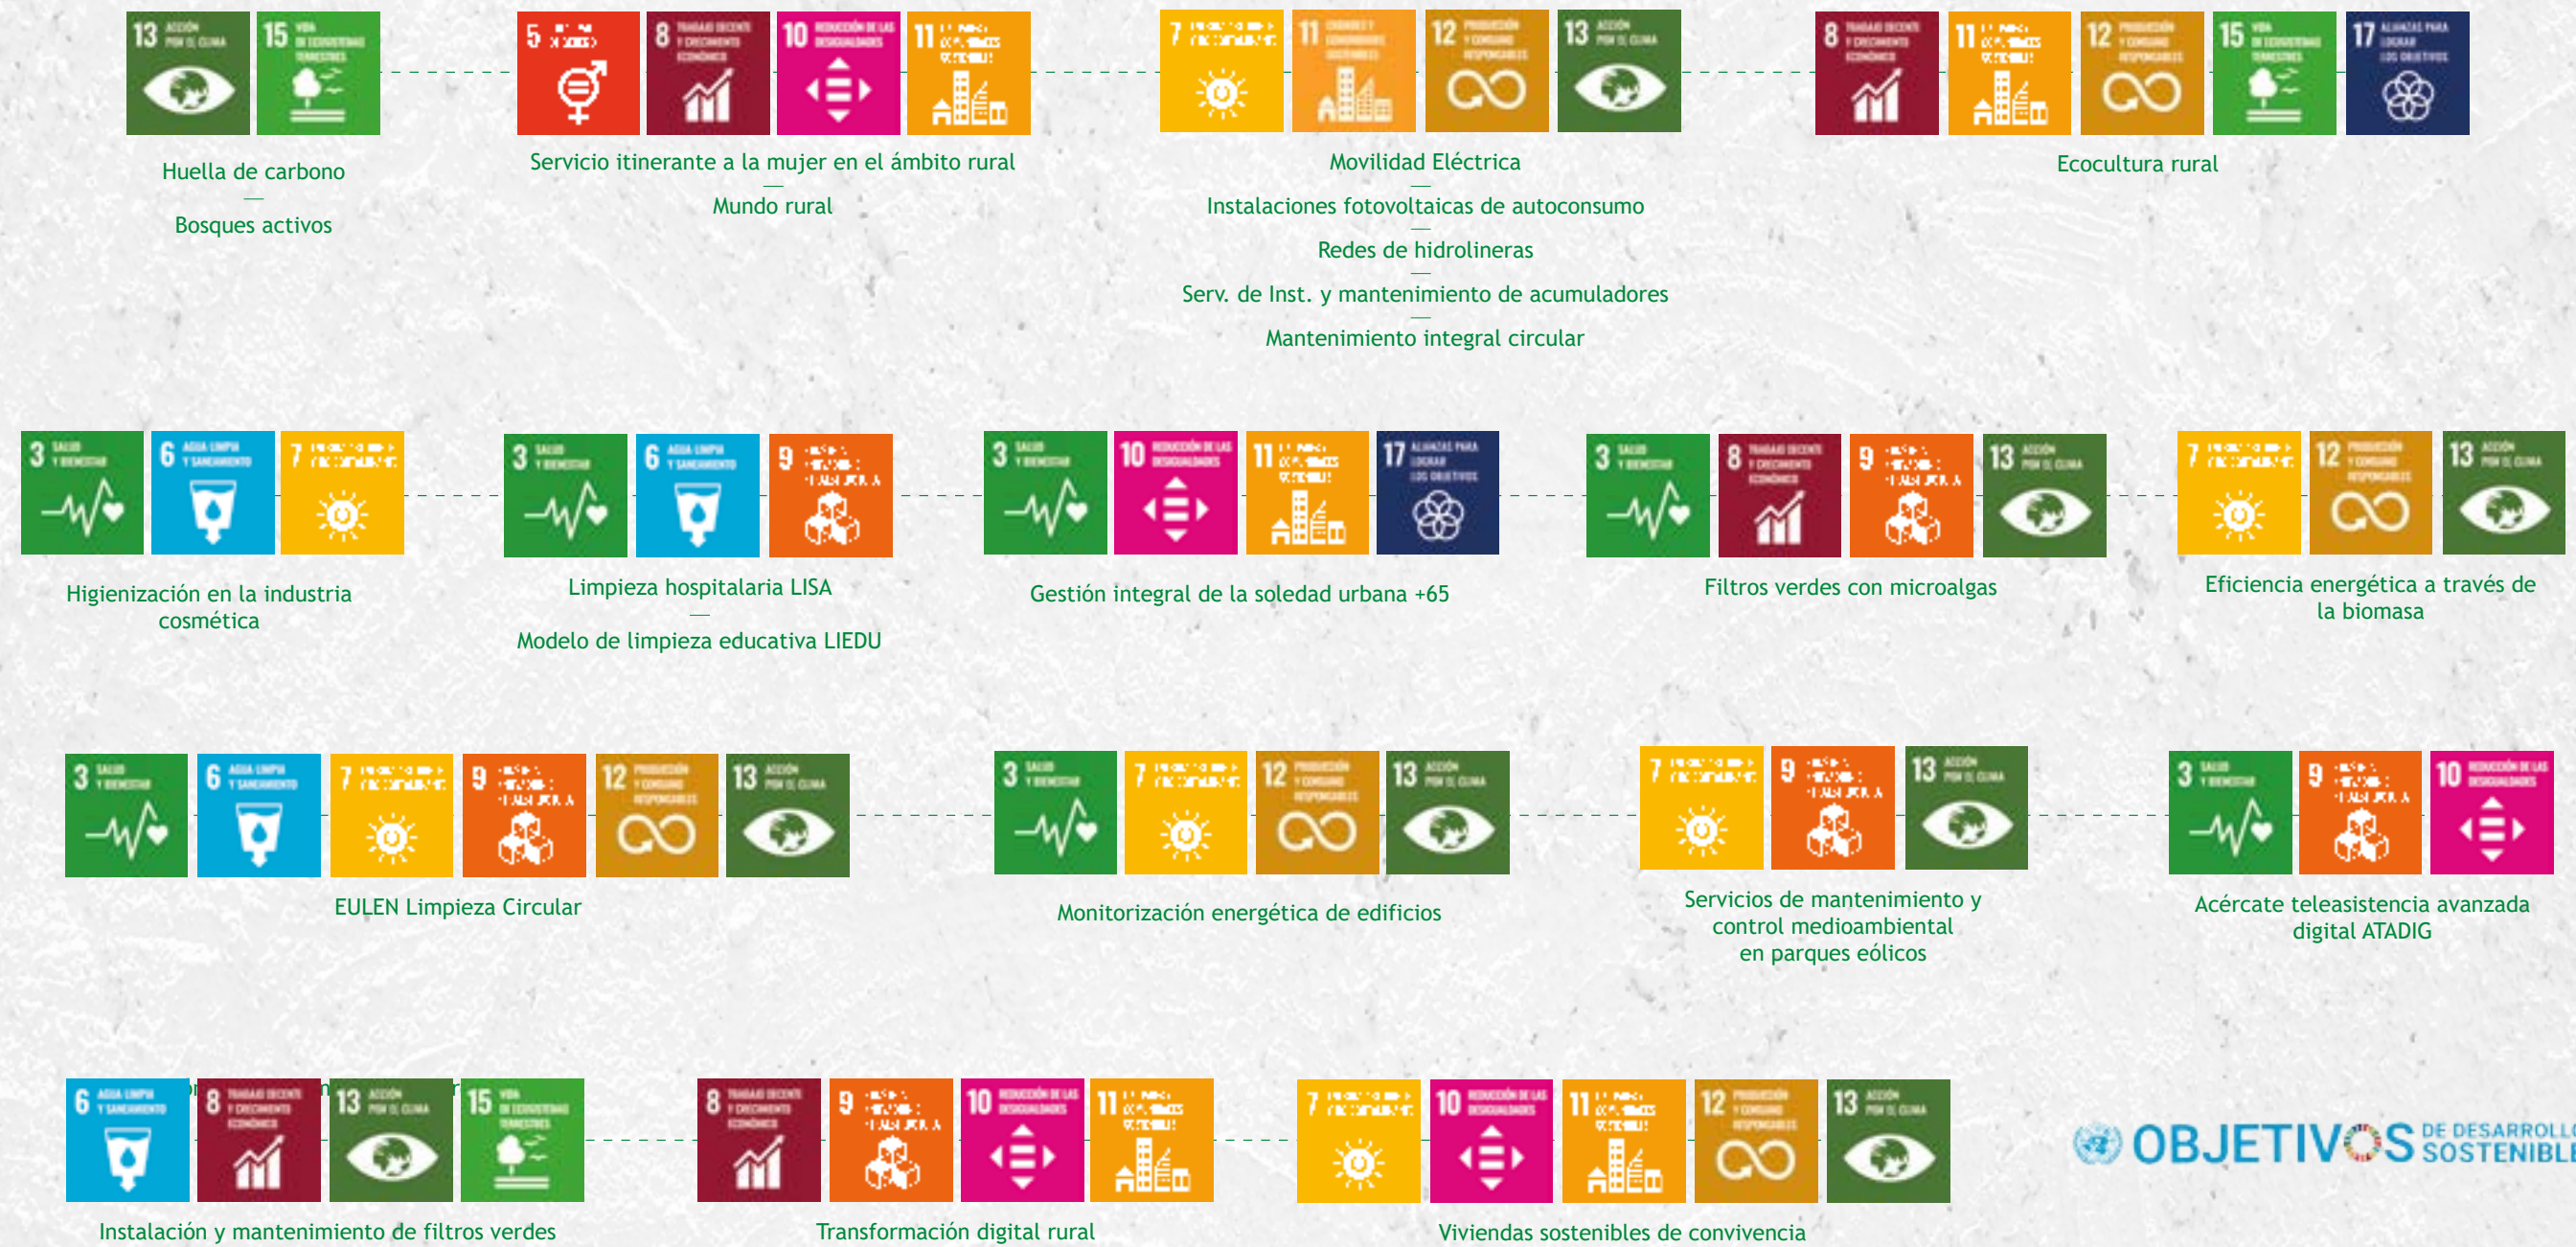 13 ACCIÓN
POR EL CLIMA
15 VIDA
DE ECOSISTEMAS
TERRESTRES
Huella de carbono
Bosques activos
5
8 TRABAJO DECENTE
Y CRECIMIENTO
ECONÓMICO
10 REDUCCIÓN DE LAS
DESIGUALDADES
11
Servicio itinerante a la mujer en el ámbito rural
Mundo rural
7
11 CIUDADES Y
COMUNIDADES
SOSTENIBLES
12 PRODUCCIÓN
Y CONSUMO
RESPONSABLES
13 ACCIÓN
POR EL CLIMA
Movilidad Eléctrica
Instalaciones fotovoltaicas de autoconsumo
Redes de hidrolineras
Serv. de Inst. y mantenimiento de acumuladores
Mantenimiento integral circular
8 TRABAJO DECENTE
Y CRECIMIENTO
ECONÓMICO
11
12 PRODUCCIÓN
Y CONSUMO
RESPONSABLES
15 VIDA
DE ECOSISTEMAS
TERRESTRES
17 ALIANZAS PARA
LOGRAR
LOS OBJETIVOS
Ecocultura rural
3 SALUD
Y BIENESTAR
6 AGUA LIMPIA
Y SANEAMIENTO
7
Higienización en la industria
cosmética
3 SALUD
Y BIENESTAR
6 AGUA LIMPIA
Y SANEAMIENTO
9
Limpieza hospitalaria LISA
Modelo de limpieza educativa LIEDU
3 SALUD
Y BIENESTAR
10 REDUCCIÓN DE LAS
DESIGUALDADES
11
17 ALIANZAS PARA
LOGRAR
LOS OBJETIVOS
Gestión integral de la soledad urbana +65
3 SALUD
Y BIENESTAR
8 TRABAJO DECENTE
Y CRECIMIENTO
ECONÓMICO
9
13 ACCIÓN
POR EL CLIMA
Filtros verdes con microalgas
7
12 PRODUCCIÓN
Y CONSUMO
RESPONSABLES
13 ACCIÓN
POR EL CLIMA
Eficiencia energética a través de
la biomasa
3 SALUD
Y BIENESTAR
6 AGUA LIMPIA
Y SANEAMIENTO
7
9
12 PRODUCCIÓN
Y CONSUMO
RESPONSABLES
13 ACCIÓN
POR EL CLIMA
EULEN Limpieza Circular
3 SALUD
Y BIENESTAR
7
12 PRODUCCIÓN
Y CONSUMO
RESPONSABLES
13 ACCIÓN
POR EL CLIMA
Monitorización energética de edificios
7
9
13 ACCIÓN
POR EL CLIMA
Servicios de mantenimiento y
control medioambiental
en parques eólicos
3 SALUD
Y BIENESTAR
9
10 REDUCCIÓN DE LAS
DESIGUALDADES
Acércate teleasistencia avanzada
digital ATADIG
6 AGUA LIMPIA
Y SANEAMIENTO
8 TRABAJO DECENTE
Y CRECIMIENTO
ECONÓMICO
13 ACCIÓN
POR EL CLIMA
15 VIDA
DE ECOSISTEMAS
TERRESTRES
Instalación y mantenimiento de filtros verdes
8 TRABAJO DECENTE
Y CRECIMIENTO
ECONÓMICO
9
10 REDUCCIÓN DE LAS
DESIGUALDADES
11
Transformación digital rural
7
10 REDUCCIÓN DE LAS
DESIGUALDADES
11
12 PRODUCCIÓN
Y CONSUMO
RESPONSABLES
13 ACCIÓN
POR EL CLIMA
Viviendas sostenibles de convivencia
OBJETIVOS DE DESARROLLO
SOSTENIBLE